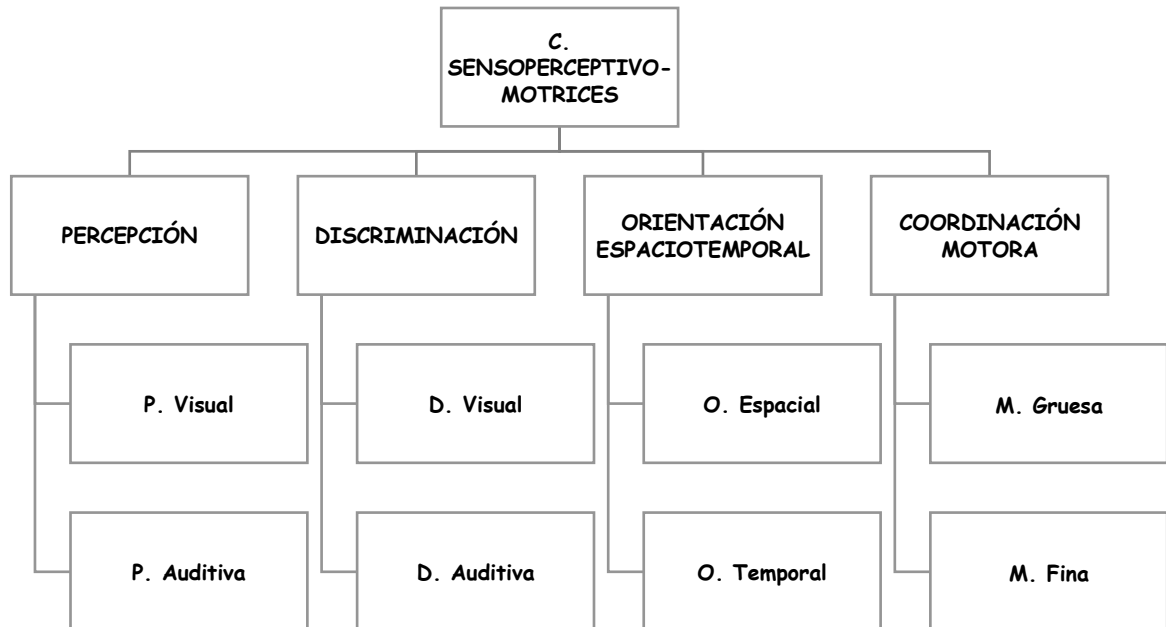 C.
SENSOPERCEPTIVO-
MOTRICES
PERCEPCIÓN
DISCRIMINACIÓN
ORIENTACIÓN
ESPACIOTEMPORAL
COORDINACIÓN
MOTORA
P. Visual
D. Visual
O. Espacial
M. Gruesa
P. Auditiva
D. Auditiva
O. Temporal
M. Fina